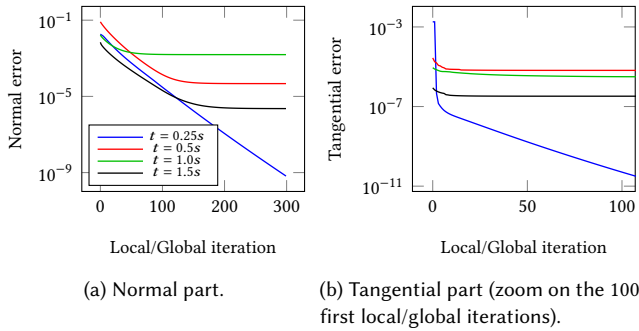 10⁻¹
10⁻⁵
10⁻⁹
Normal error
t = 0.25s
t = 0.5s
t = 1.0s
t = 1.5s
0 100 200 300
Local/Global iteration
(a) Normal part.
10⁻³
10⁻⁷
10⁻¹¹
Tangential error
0 50 100
Local/Global iteration
(b) Tangential part (zoom on the 100
first local/global iterations).